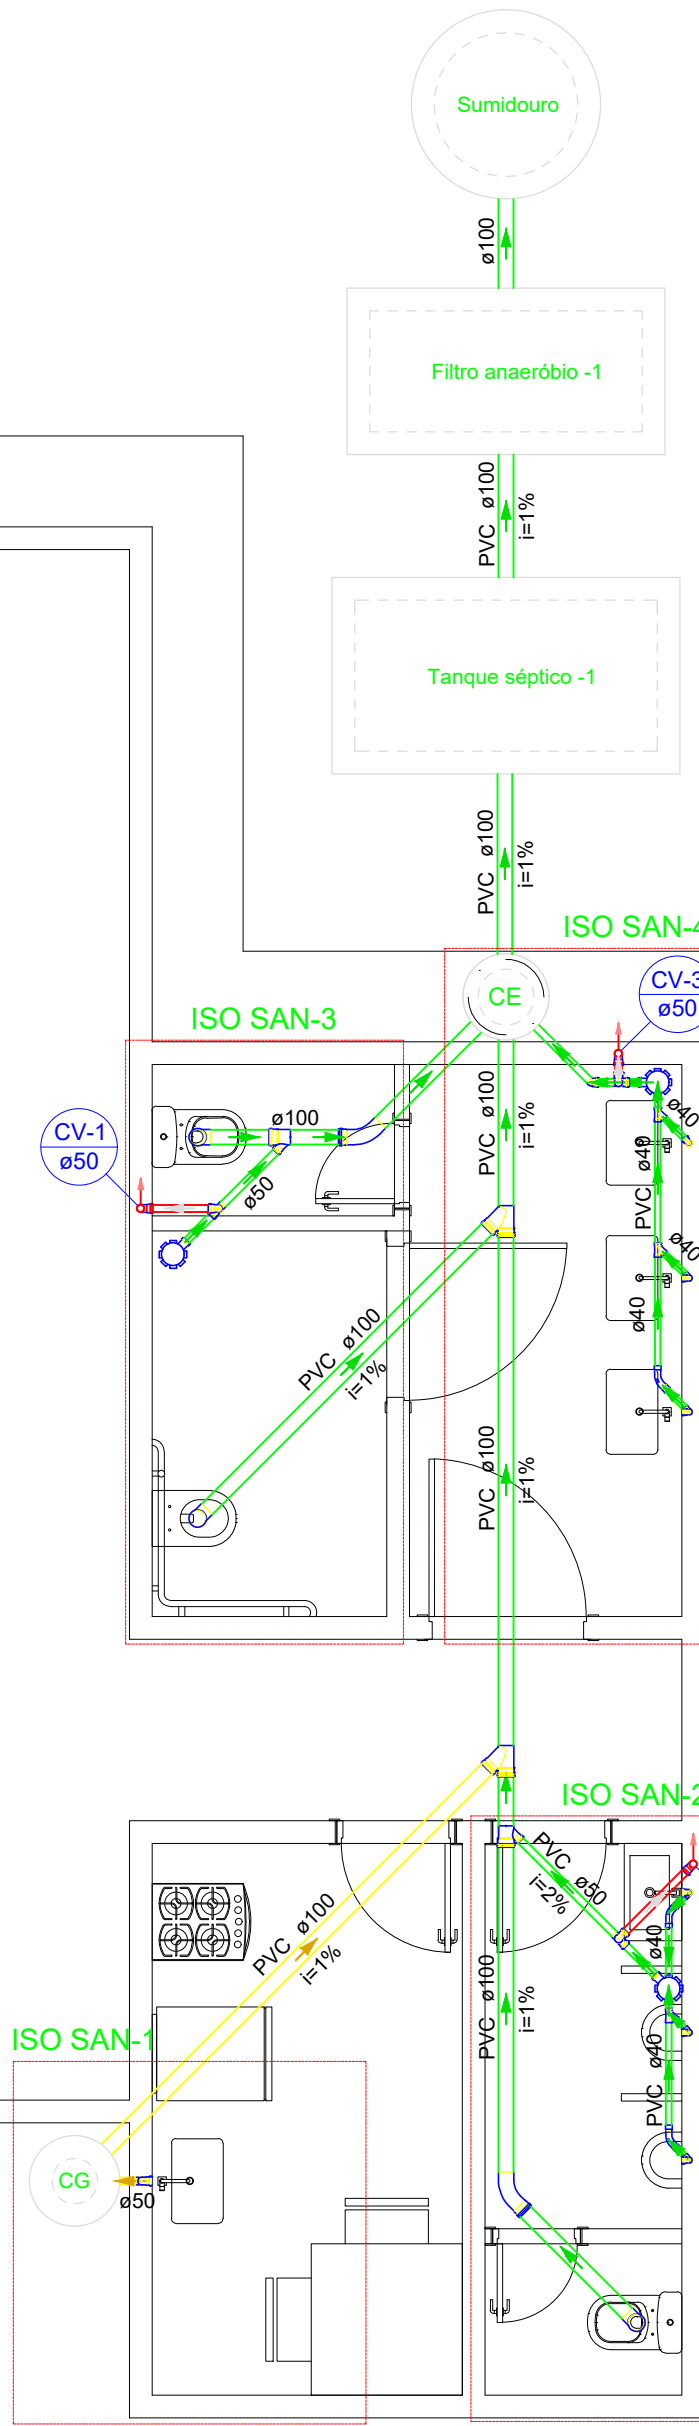 Sumidouro
ø100
Filtro anaeróbio -1
PVC ø100
i=1%
Tanque séptico -1
PVC ø100
i=1%
ISO SAN-4
CV-3
ø50
CE
ISO SAN-3
ø100
PVC ø100
i=1%
ø40
CV-1
ø50
ø50
PVC ø40
ø40
ø40
PVC ø100
i=1%
PVC ø100
i=1%
ISO SAN-2
PVC ø50
i=2%
PVC ø100
i=1%
ø40
PVC ø100
i=1%
ISO SAN-1
PVC ø40
CG
ø50